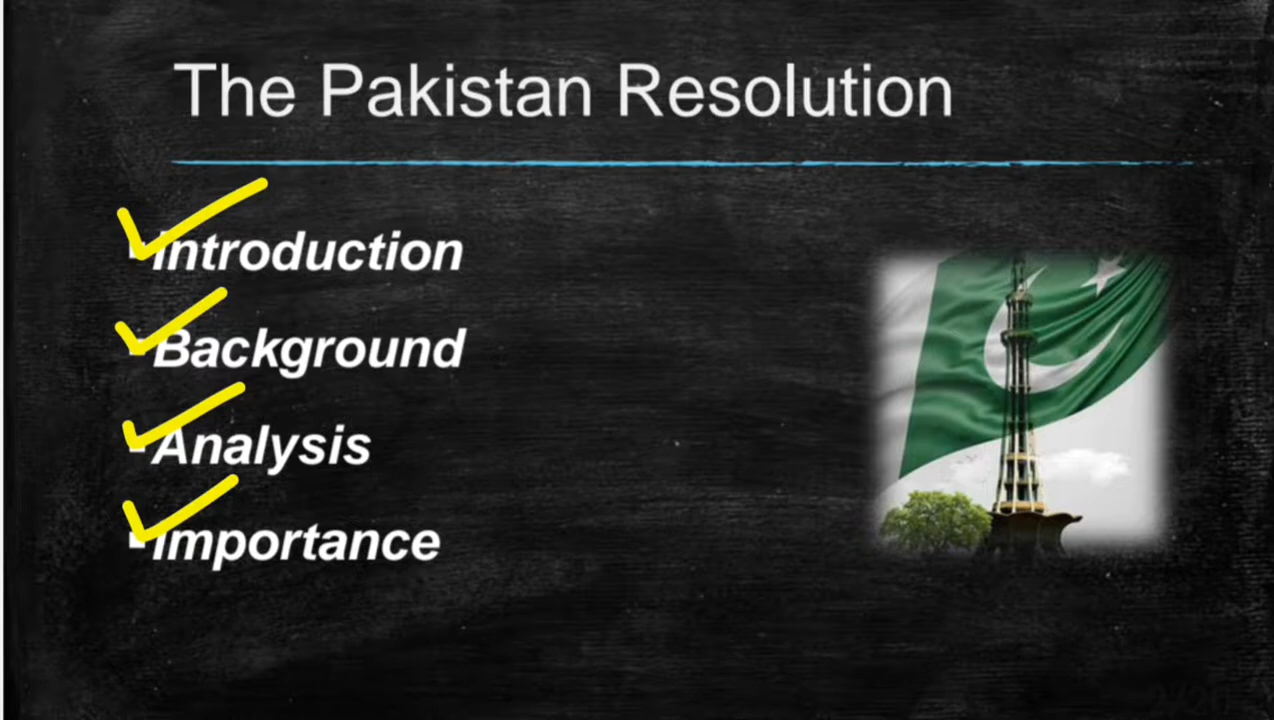 The Pakistan Resolution
Introduction
Background
Analysis
Importance